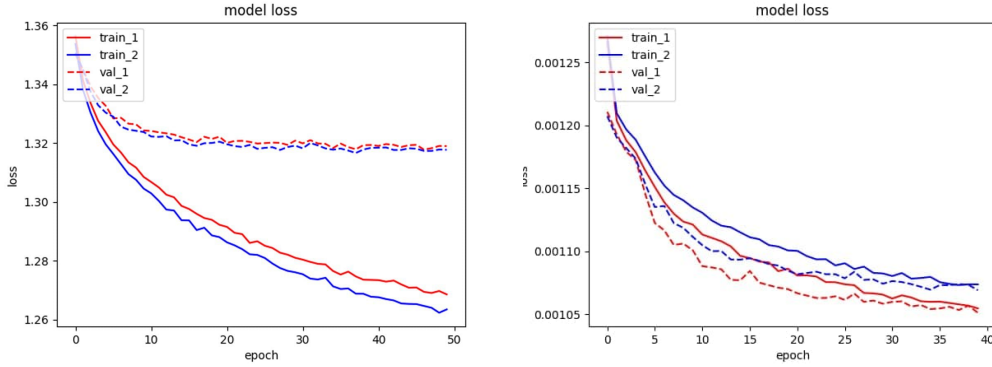 model loss
1.36
1.34
1.32
1.30
1.28
1.26
loss
train_1
train_2
val_1
val_2
0
10
20
30
40
50
epoch
model loss
0.00125
0.00120
0.00115
0.00110
0.00105
loss
train_1
train_2
val_1
val_2
0
5
10
15
20
25
30
35
40
epoch